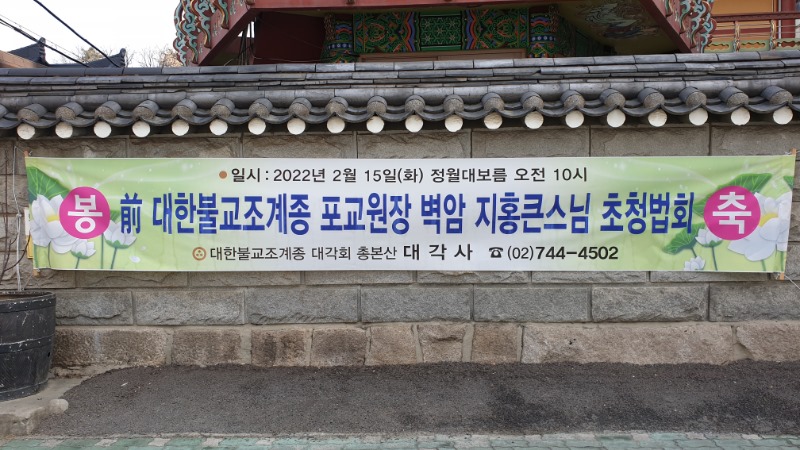 일시 : 2022년 2월 15일(화) 정월대보름 오전 10시
봉 前 대한불교조계종 포교원장 벽암 지홍큰스님 초청법회 축
대한불교조계종 대각회 총본산 대각사 ☎(02)744-4502